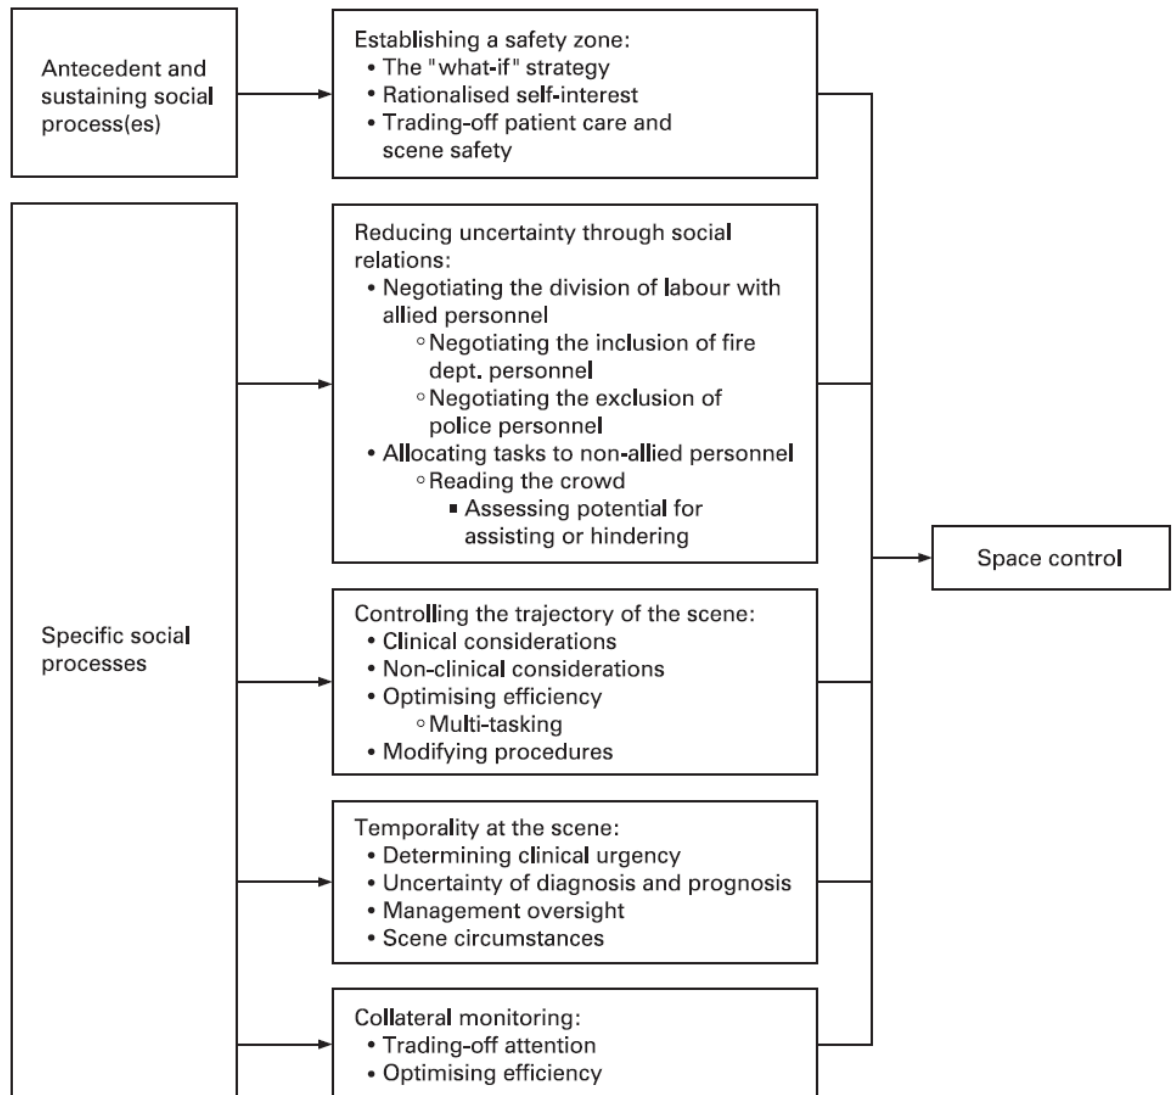 Antecedent and
sustaining social
process(es)
Establishing a safety zone:
• The "what-if" strategy
• Rationalised self-interest
• Trading-off patient care and
scene safety
Specific social
processes
Reducing uncertainty through social
relations:
• Negotiating the division of labour with
allied personnel
○ Negotiating the inclusion of fire
dept. personnel
○ Negotiating the exclusion of
police personnel
• Allocating tasks to non-allied personnel
○ Reading the crowd
▪ Assessing potential for
assisting or hindering
Controlling the trajectory of the scene:
• Clinical considerations
• Non-clinical considerations
• Optimising efficiency
○ Multi-tasking
• Modifying procedures
Temporality at the scene:
• Determining clinical urgency
• Uncertainty of diagnosis and prognosis
• Management oversight
• Scene circumstances
Collateral monitoring:
• Trading-off attention
• Optimising efficiency
Space control